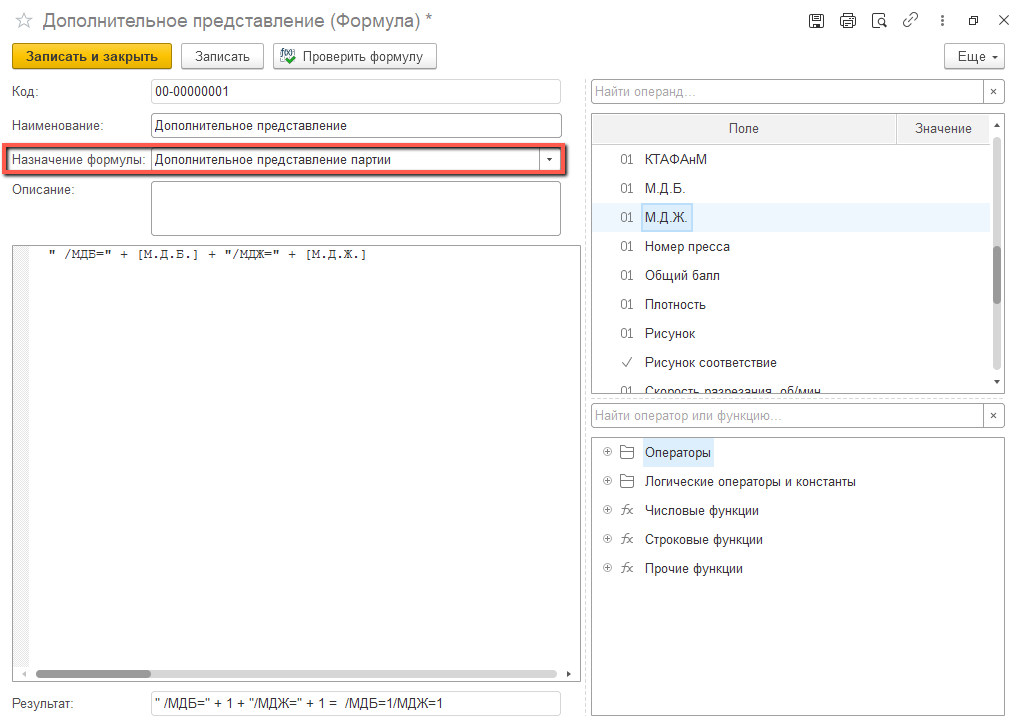 Дополнительное представление (Формула) *
Записать и закрыть
Записать
Проверить формулу
Еще
Код:
00-00000001
Наименование:
Дополнительное представление
Назначение формулы:
Дополнительное представление партии
Описание:
" /МДБ=" + [М.Д.Б.] + "/МДЖ=" + [М.Д.Ж.]
Результат:
" /МДБ=" + 1 + "/МДЖ=" + 1 =  /МДБ=1/МДЖ=1
Найти операнд...
Поле
Значение
01 КТАФАнМ
01 М.Д.Б.
01 М.Д.Ж.
01 Номер пресса
01 Общий балл
01 Плотность
01 Рисунок
Рисунок соответствие
01 Скорость разрезания, об/мин
Найти оператор или функцию...
Операторы
Логические операторы и константы
fx Числовые функции
fx Строковые функции
fx Прочие функции